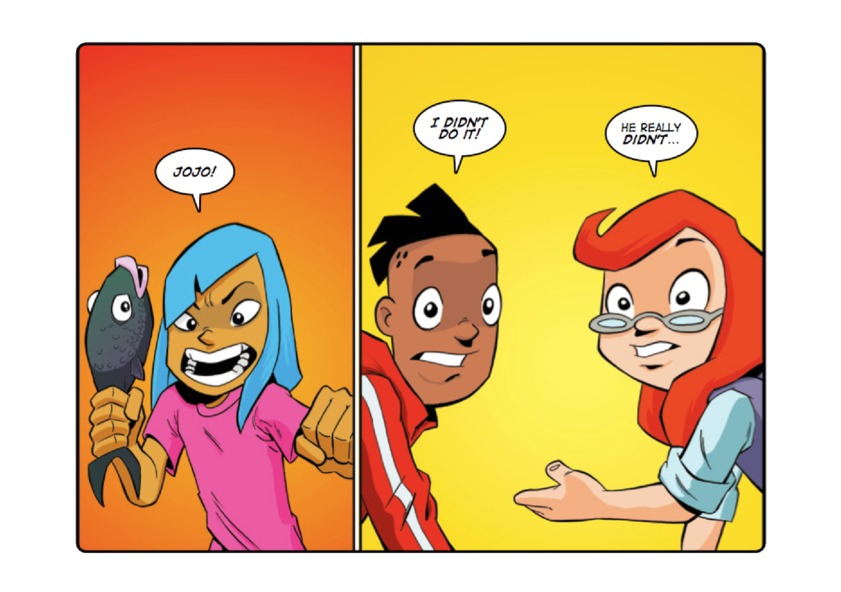 JOJO!
I DIDN'T
DO IT!
HE REALLY
DIDN'T...